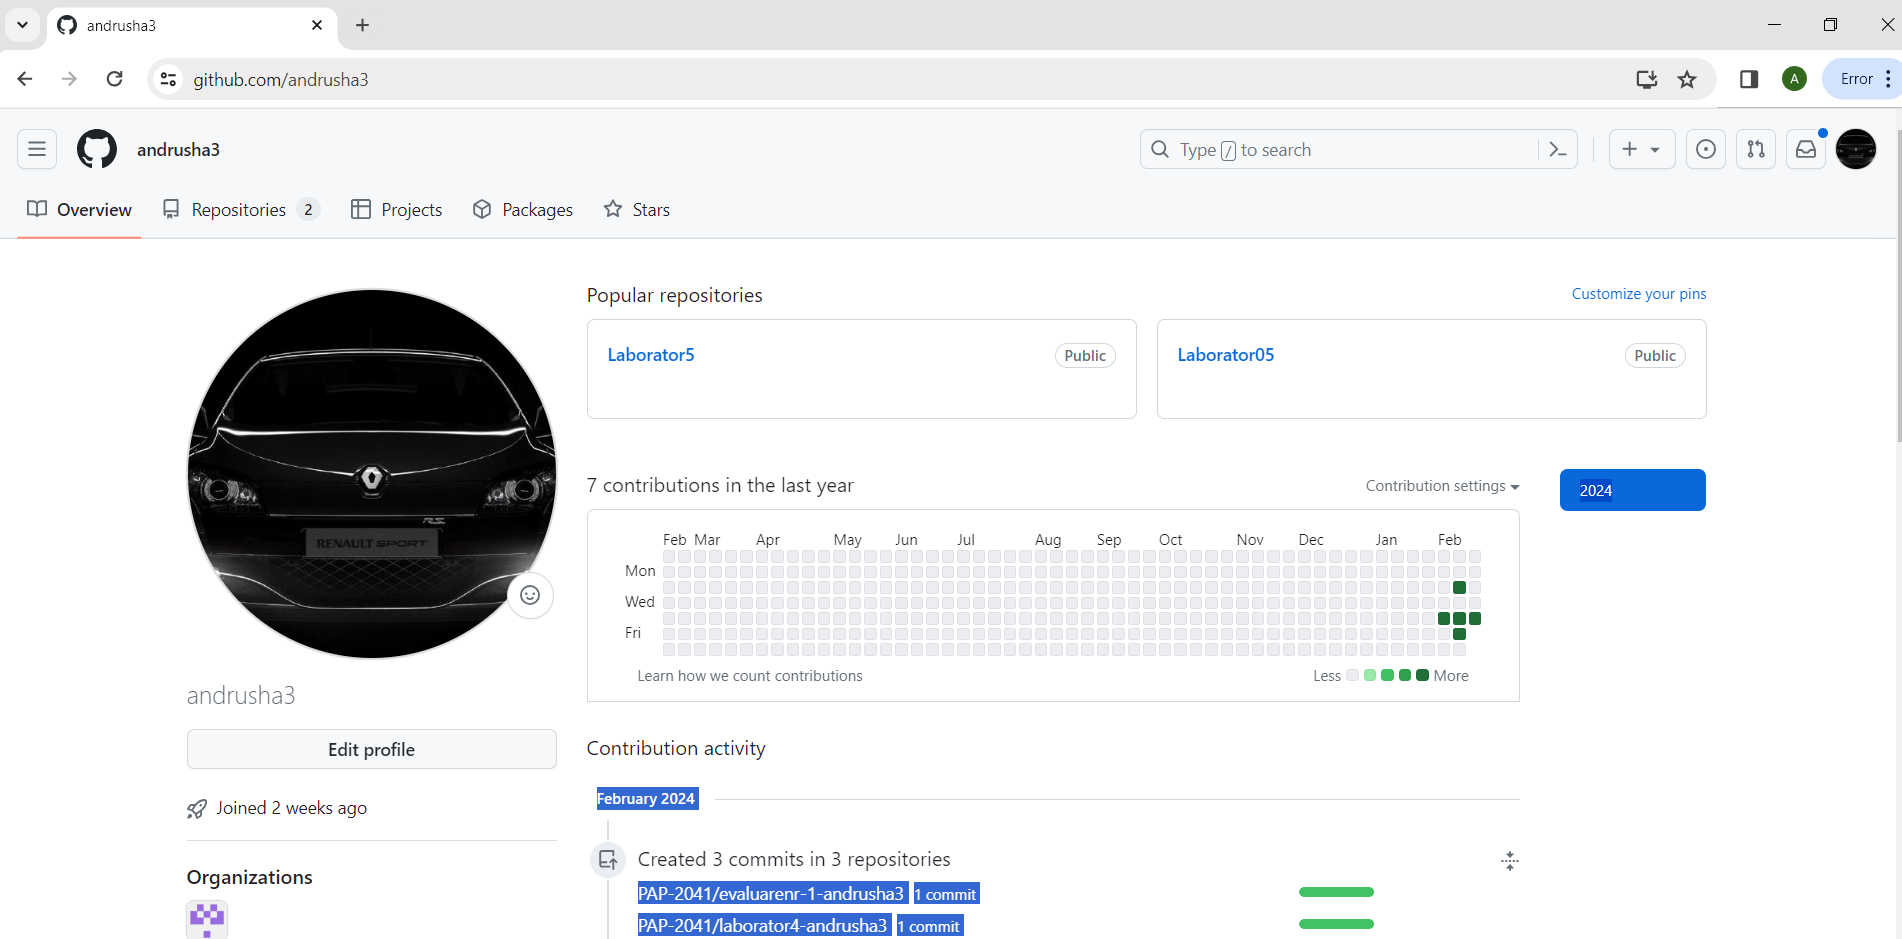 andrusha3
github.com/andrusha3
A
Error
andrusha3
Type / to search
Overview
Repositories 2
Projects
Packages
Stars
Popular repositories
Customize your pins
Laborator5 Public
Laborator05 Public
7 contributions in the last year
Contribution settings
2024
Feb Mar Apr May Jun Jul Aug Sep Oct Nov Dec Jan Feb
Mon
Wed
Fri
Learn how we count contributions
Less More
RS
RENAULT SPORT
andrusha3
Edit profile
Joined 2 weeks ago
Organizations
Contribution activity
February 2024
Created 3 commits in 3 repositories
PAP-2041/evaluarenr-1-andrusha3 1 commit
PAP-2041/laborator4-andrusha3 1 commit